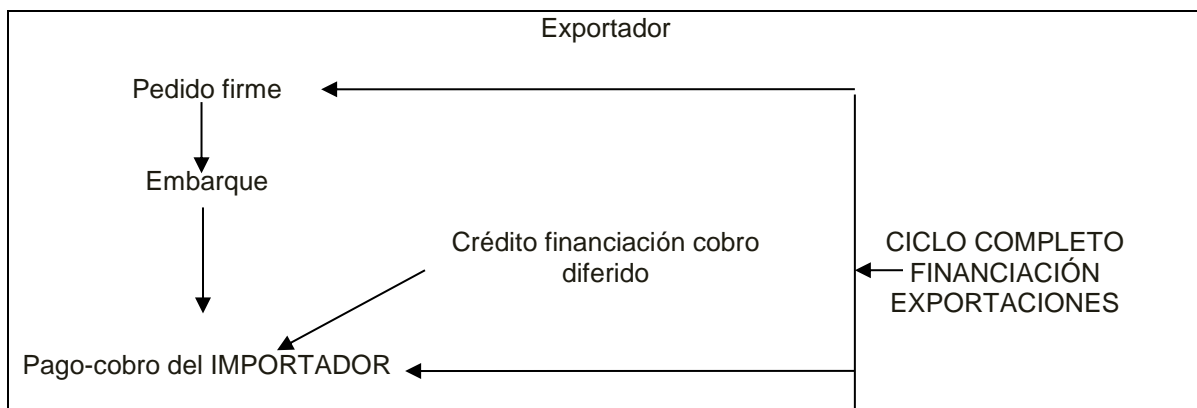 Exportador
Pedido firme
Embarque
Crédito financiación cobro
diferido
CICLO COMPLETO
FINANCIACIÓN
EXPORTACIONES
Pago-cobro del IMPORTADOR